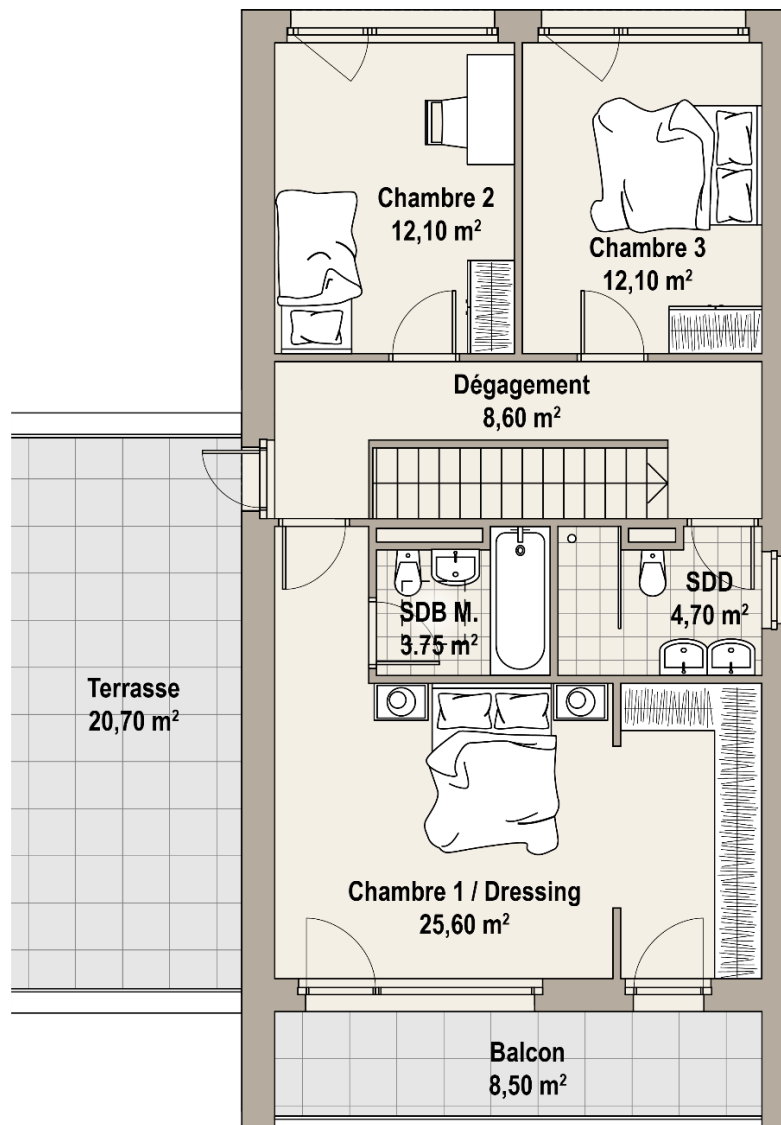 Chambre 2
12,10 m²
Chambre 3
12,10 m²
Dégagement
8,60 m²
SDB M.
3.75 m²
SDD
4,70 m²
Terrasse
20,70 m²
Chambre 1 / Dressing
25,60 m²
Balcon
8,50 m²